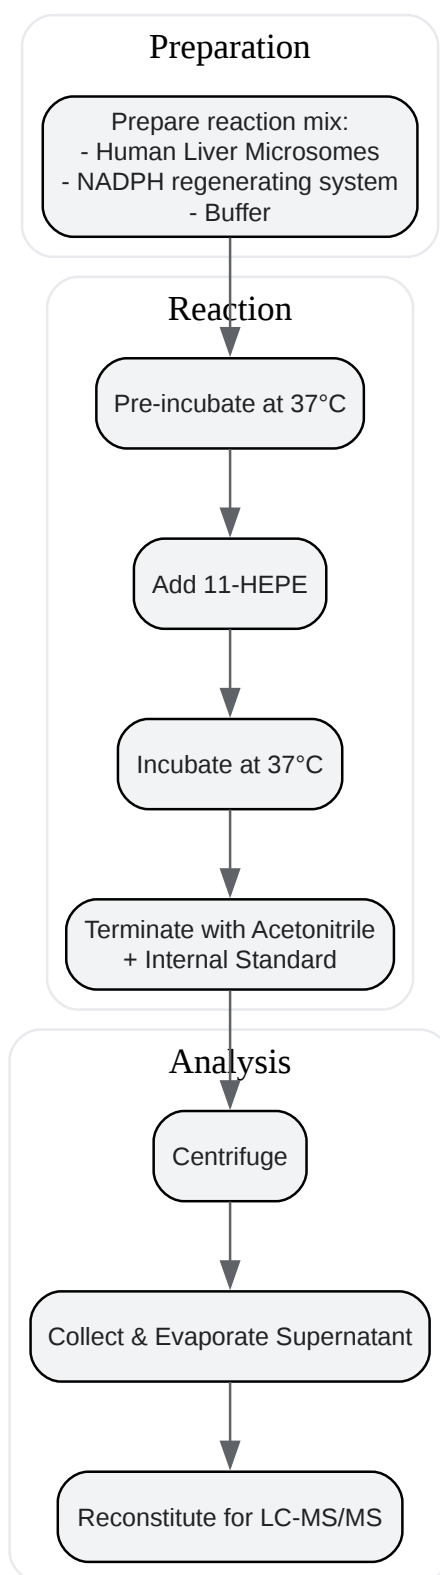 Preparation
Prepare reaction mix:
- Human Liver Microsomes
- NADPH regenerating system
- Buffer
Reaction
Pre-incubate at 37°C
Add 11-HEPE
Incubate at 37°C
Terminate with Acetonitrile
+ Internal Standard
Analysis
Centrifuge
Collect & Evaporate Supernatant
Reconstitute for LC-MS/MS